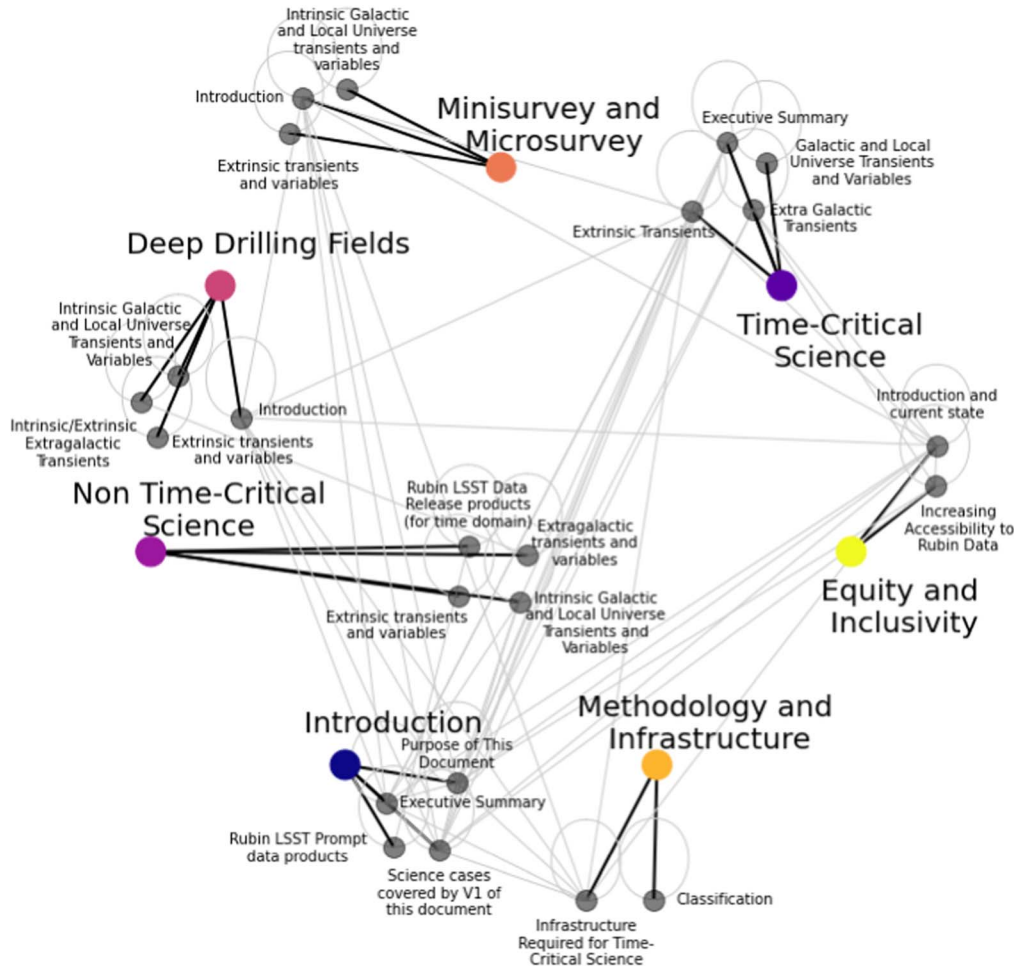 Intrinsic Galactic
and Local Universe
transients and
variables
Introduction
Extrinsic transients
and variables
Minisurvey and
Microsurvey
Executive Summary
Galactic and Local
Universe Transients
and Variables
Extra Galactic
Transients
Extrinsic Transients
Time-Critical
Science
Deep Drilling Fields
Intrinsic Galactic
and Local Universe
Transients and
Variables
Introduction
Intrinsic/Extrinsic
Extragalactic
Transients
Extrinsic transients
and variables
Introduction and
current state
Increasing
Accessibility to
Rubin Data
Equity and
Inclusivity
Non Time-Critical
Science
Rubin LSST Data
Release products
(for time domain)
Extragalactic
transients and
variables
Extrinsic transients
and variables
Intrinsic Galactic
and Local Universe
Transients and
Variables
Introduction
Purpose of This
Document
Executive Summary
Rubin LSST Prompt
data products
Science cases
covered by V1 of
this document
Methodology and
Infrastructure
Classification
Infrastructure
Required for Time-
Critical Science